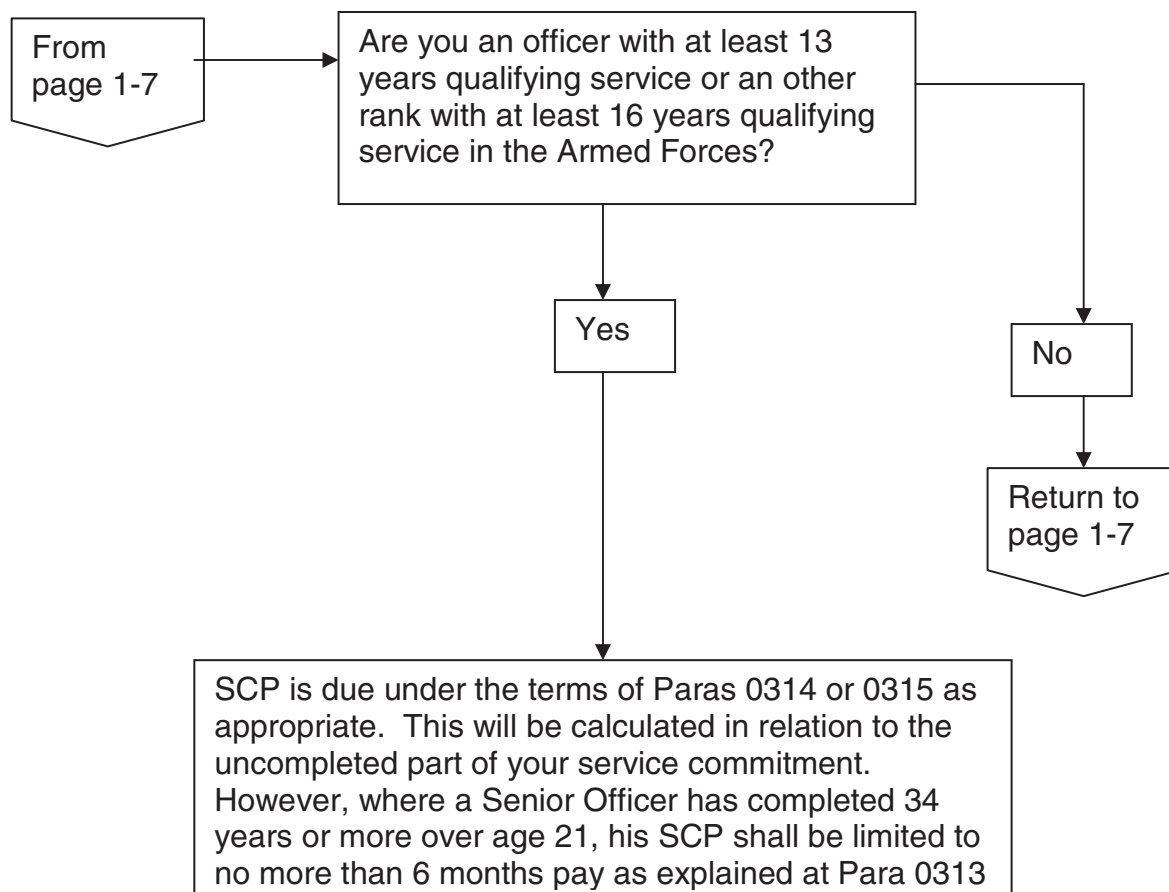 From
page 1-7
Are you an officer with at least 13
years qualifying service or an other
rank with at least 16 years qualifying
service in the Armed Forces?
Yes
No
Return to
page 1-7
SCP is due under the terms of Paras 0314 or 0315 as
appropriate.  This will be calculated in relation to the
uncompleted part of your service commitment.
However, where a Senior Officer has completed 34
years or more over age 21, his SCP shall be limited to
no more than 6 months pay as explained at Para 0313